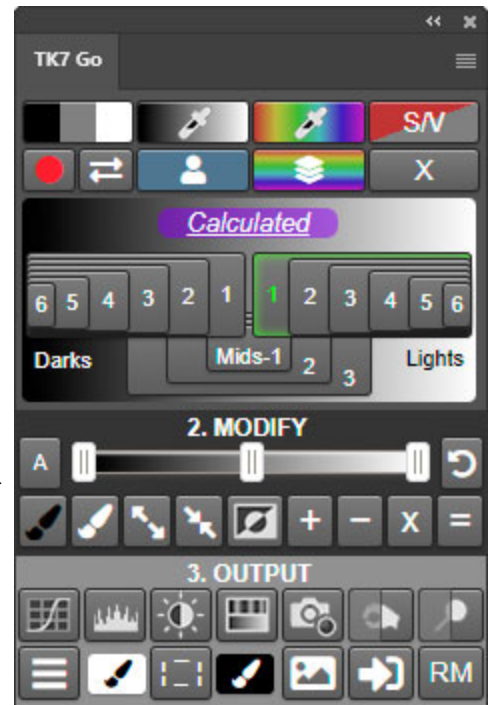 TK7 Go
S/V
X
Calculated
6 5 4 3 2 1 1 2 3 4 5 6
Darks Mids-1 2 3 Lights
2. MODIFY
A
+ − X =
3. OUTPUT
RM